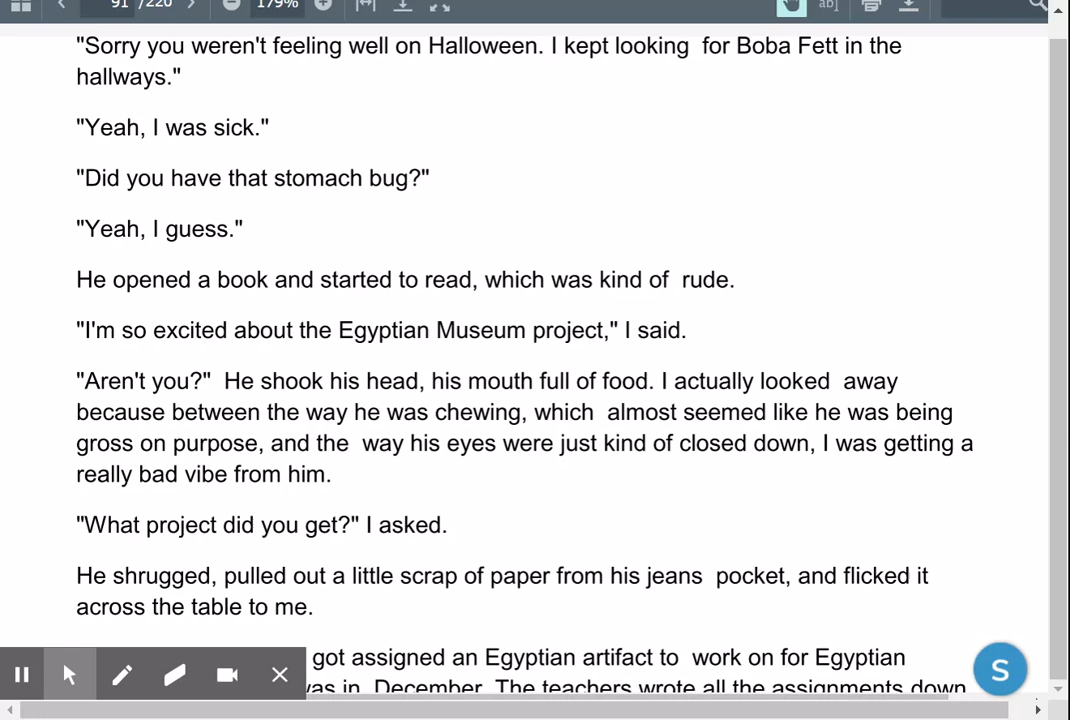 91 /220
179%
ab|
"Sorry you weren't feeling well on Halloween. I kept looking  for Boba Fett in the
hallways."
"Yeah, I was sick."
"Did you have that stomach bug?"
"Yeah, I guess."
He opened a book and started to read, which was kind of  rude.
"I'm so excited about the Egyptian Museum project," I said.
"Aren't you?"  He shook his head, his mouth full of food. I actually looked  away
because between the way he was chewing, which  almost seemed like he was being
gross on purpose, and the  way his eyes were just kind of closed down, I was getting a
really bad vibe from him.
"What project did you get?" I asked.
He shrugged, pulled out a little scrap of paper from his jeans  pocket, and flicked it
across the table to me.
got assigned an Egyptian artifact to  work on for Egyptian
was in  December. The teachers wrote all the assignments down
S